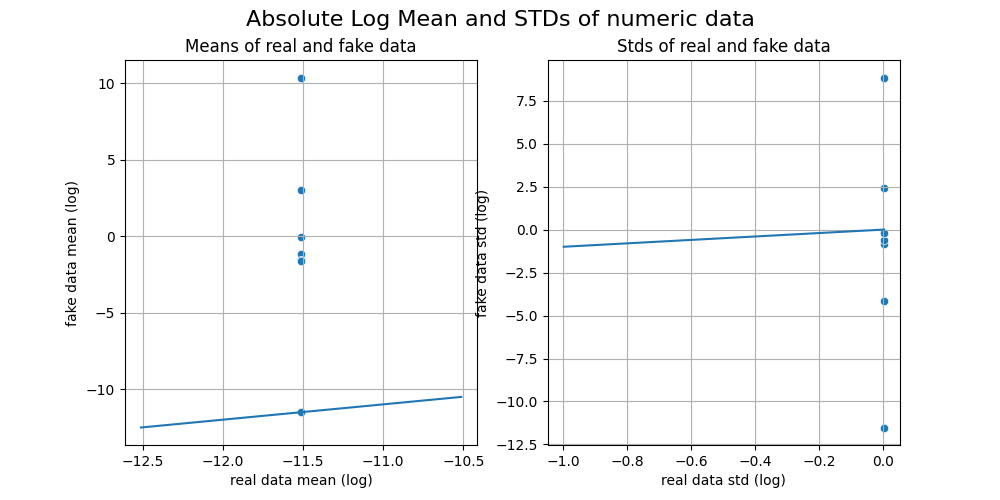 Absolute Log Mean and STDs of numeric data
Means of real and fake data
Stds of real and fake data
fake data mean (log)
10
5
0
−5
−10
−12.5 −12.0 −11.5 −11.0 −10.5
real data mean (log)
fake data std (log)
7.5
5.0
2.5
0.0
−2.5
−5.0
−7.5
−10.0
−12.5
−1.0 −0.8 −0.6 −0.4 −0.2 0.0
real data std (log)